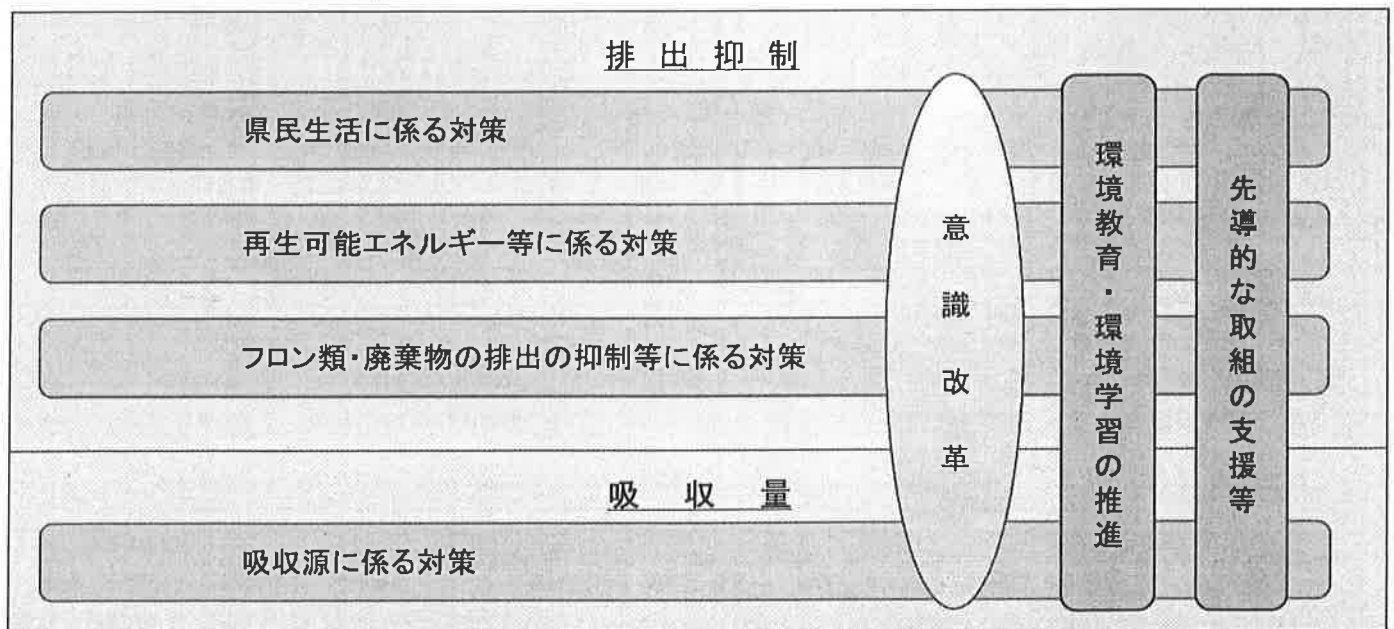 排出抑制
県民生活に係る対策
再生可能エネルギー等に係る対策
フロン類・廃棄物の排出の抑制等に係る対策
吸収量
吸収源に係る対策
意識改革
環境教育・環境学習の推進
先導的な取組の支援等